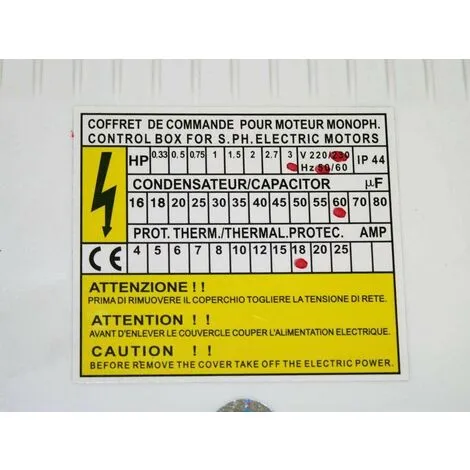 COFFRET DE COMMANDE POUR MOTEUR MONOPH.
CONTROL BOX FOR S.PH.ELECTRIC MOTORS
HP 0.33 0.5 0.75 1 1.5 2 2.7 3 V 220/230 IP 44
Hz 50/60
CONDENSATEUR/CAPACITOR µF
16 18 20 25 30 35 40 45 50 55 60 70 80
PROT. THERM./THERMAL.PROTEC. AMP
CE 4 5 6 7 8 10 12 15 16 18 20 25
ATTENZIONE ! !
PRIMA DI RIMUOVERE IL COPERCHIO TOGLIERE LA TENSIONE DI RETE.
ATTENTION ! !
AVANT D'ENLEVER LE COUVERCLE COUPER L'ALIMENTATION ELECTRIQUE.
CAUTION ! !
BEFORE REMOVE THE COVER TAKE OFF THE ELECTRIC POWER.